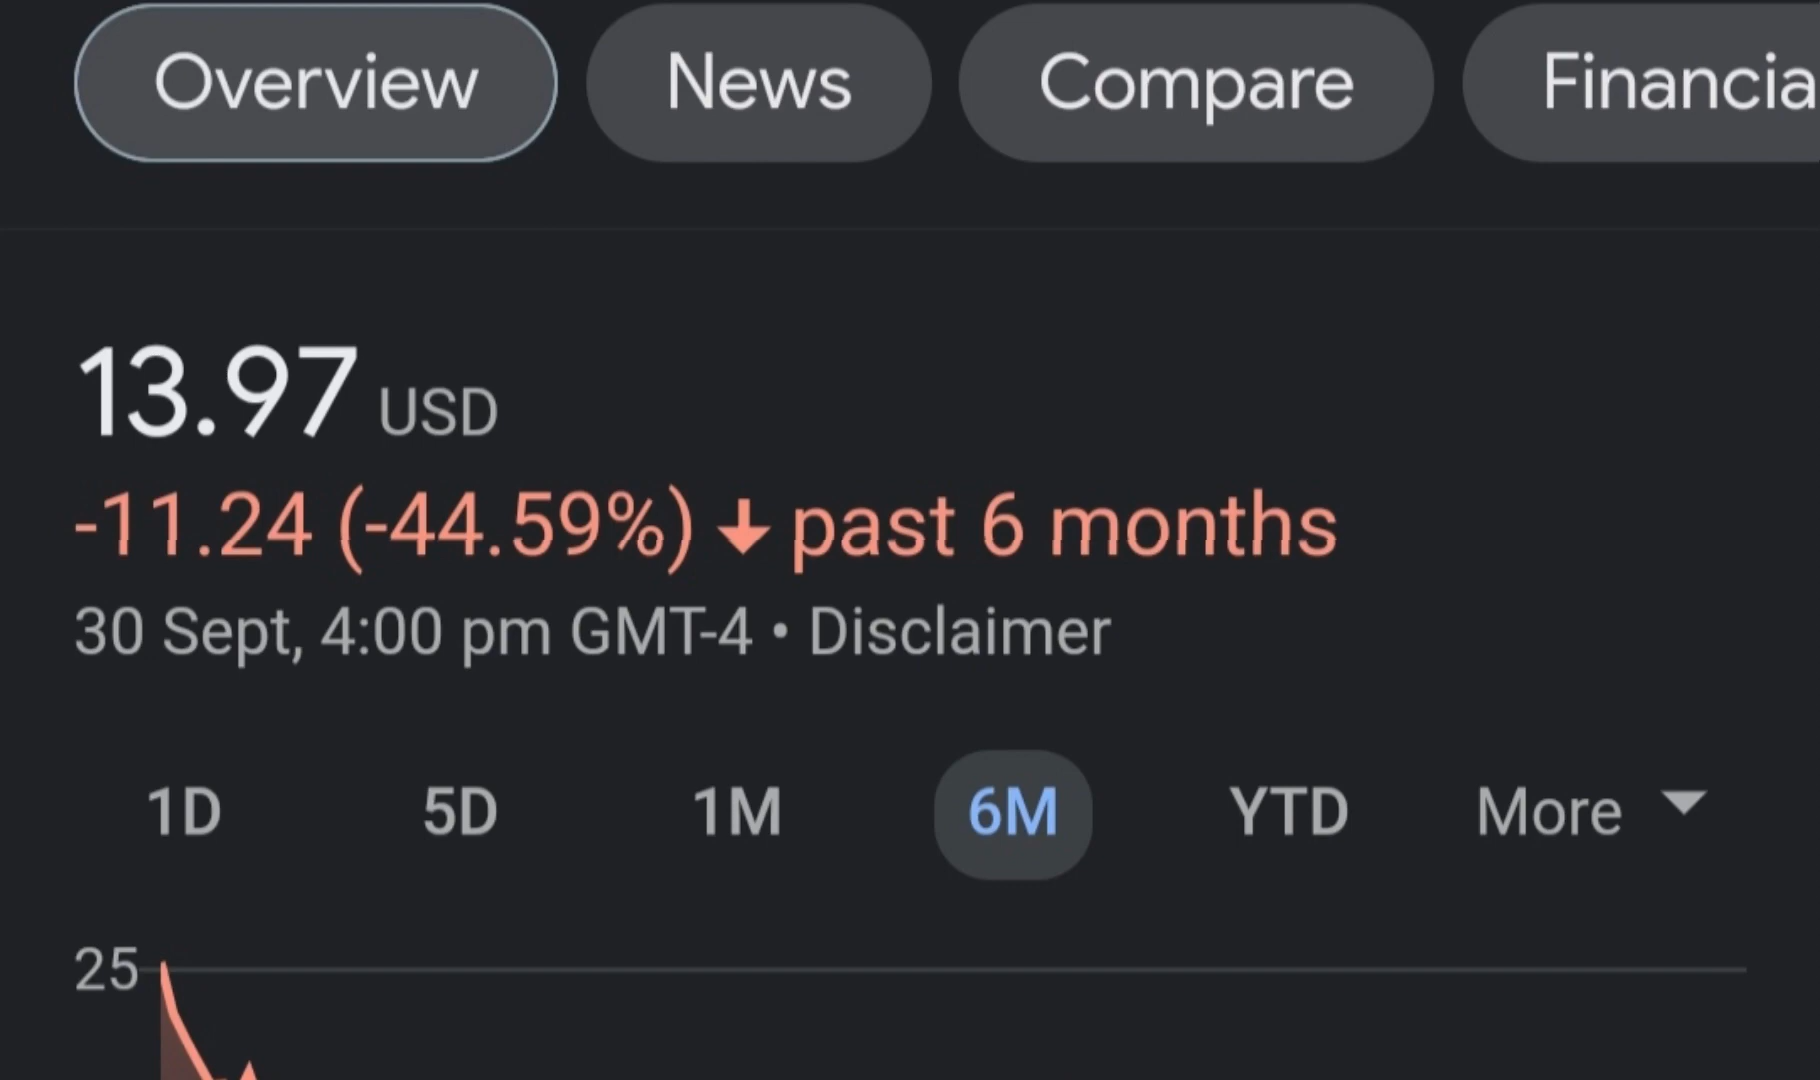 Overview News Compare Financia
13.97 USD
-11.24 (-44.59%) ↓ past 6 months
30 Sept, 4:00 pm GMT-4 • Disclaimer
1D 5D 1M 6M YTD More
25